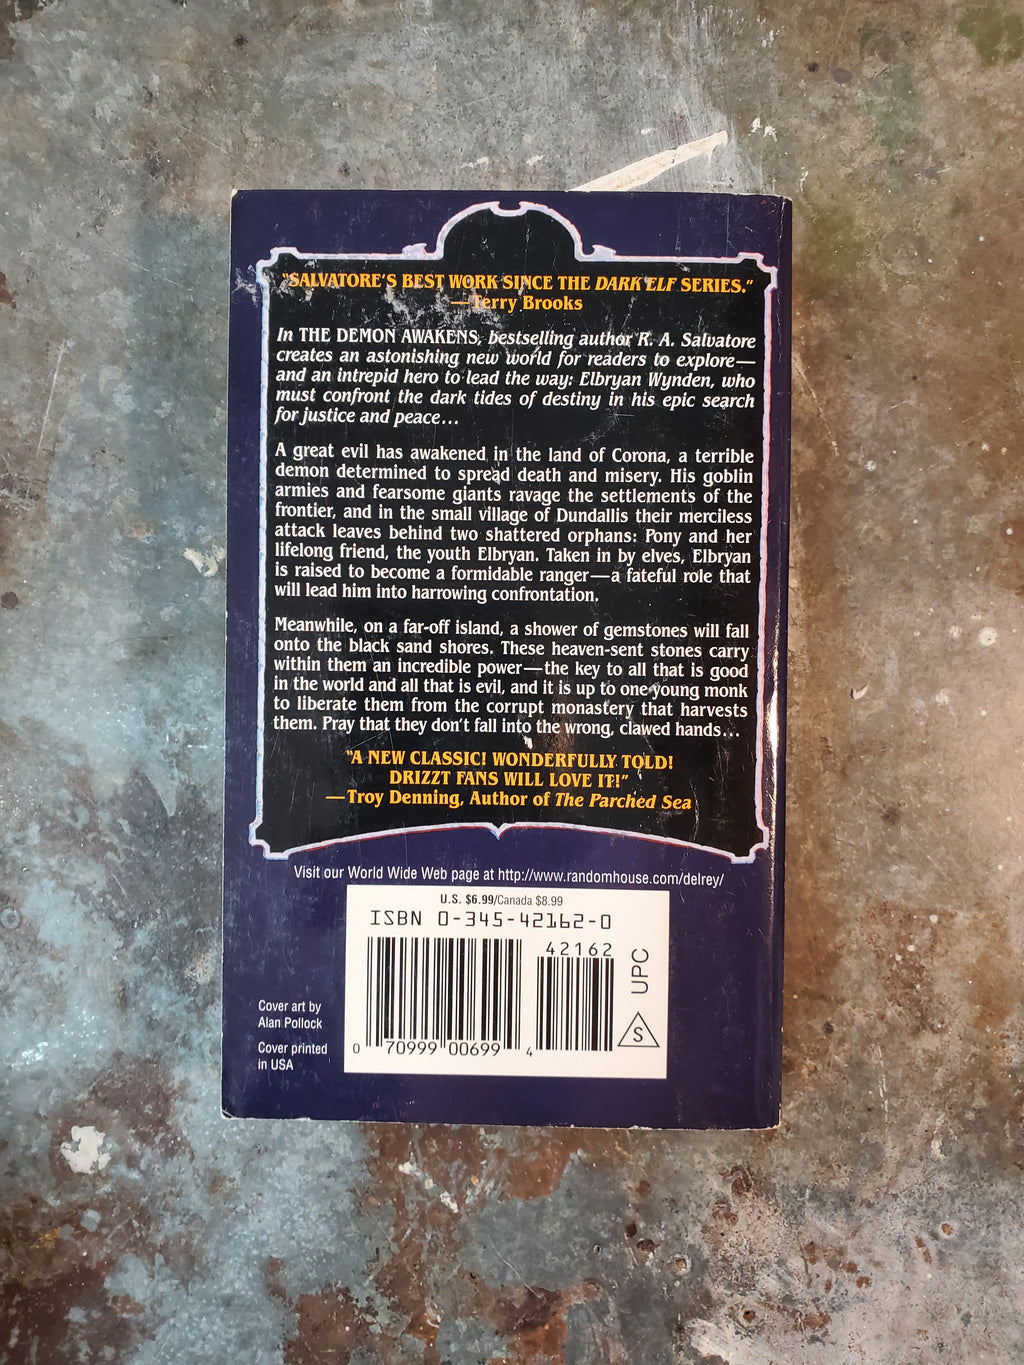 "SALVATORE'S BEST WORK SINCE THE DARK ELF SERIES."
—Terry Brooks
In THE DEMON AWAKENS, bestselling author R. A. Salvatore
creates an astonishing new world for readers to explore—
and an intrepid hero to lead the way: Elbryan Wynden, who
must confront the dark tides of destiny in his epic search
for justice and peace...
A great evil has awakened in the land of Corona, a terrible
demon determined to spread death and misery. His goblin
armies and fearsome giants ravage the settlements of the
frontier, and in the small village of Dundallis their merciless
attack leaves behind two shattered orphans: Pony and her
lifelong friend, the youth Elbryan. Taken in by elves, Elbryan
is raised to become a formidable ranger—a fateful role that
will lead him into harrowing confrontation.
Meanwhile, on a far-off island, a shower of gemstones will fall
onto the black sand shores. These heaven-sent stones carry
within them an incredible power—the key to all that is good
in the world and all that is evil, and it is up to one young monk
to liberate them from the corrupt monastery that harvests
them. Pray that they don't fall into the wrong, clawed hands...
"A NEW CLASSIC! WONDERFULLY TOLD!
DRIZZT FANS WILL LOVE IT!"
—Troy Denning, Author of The Parched Sea
Visit our World Wide Web page at http://www.randomhouse.com/delrey/
U.S. $6.99/Canada $8.99
ISBN 0-345-42162-0
42162
UPC
S
0 70999 00699 4
Cover art by
Alan Pollock
Cover printed
in USA